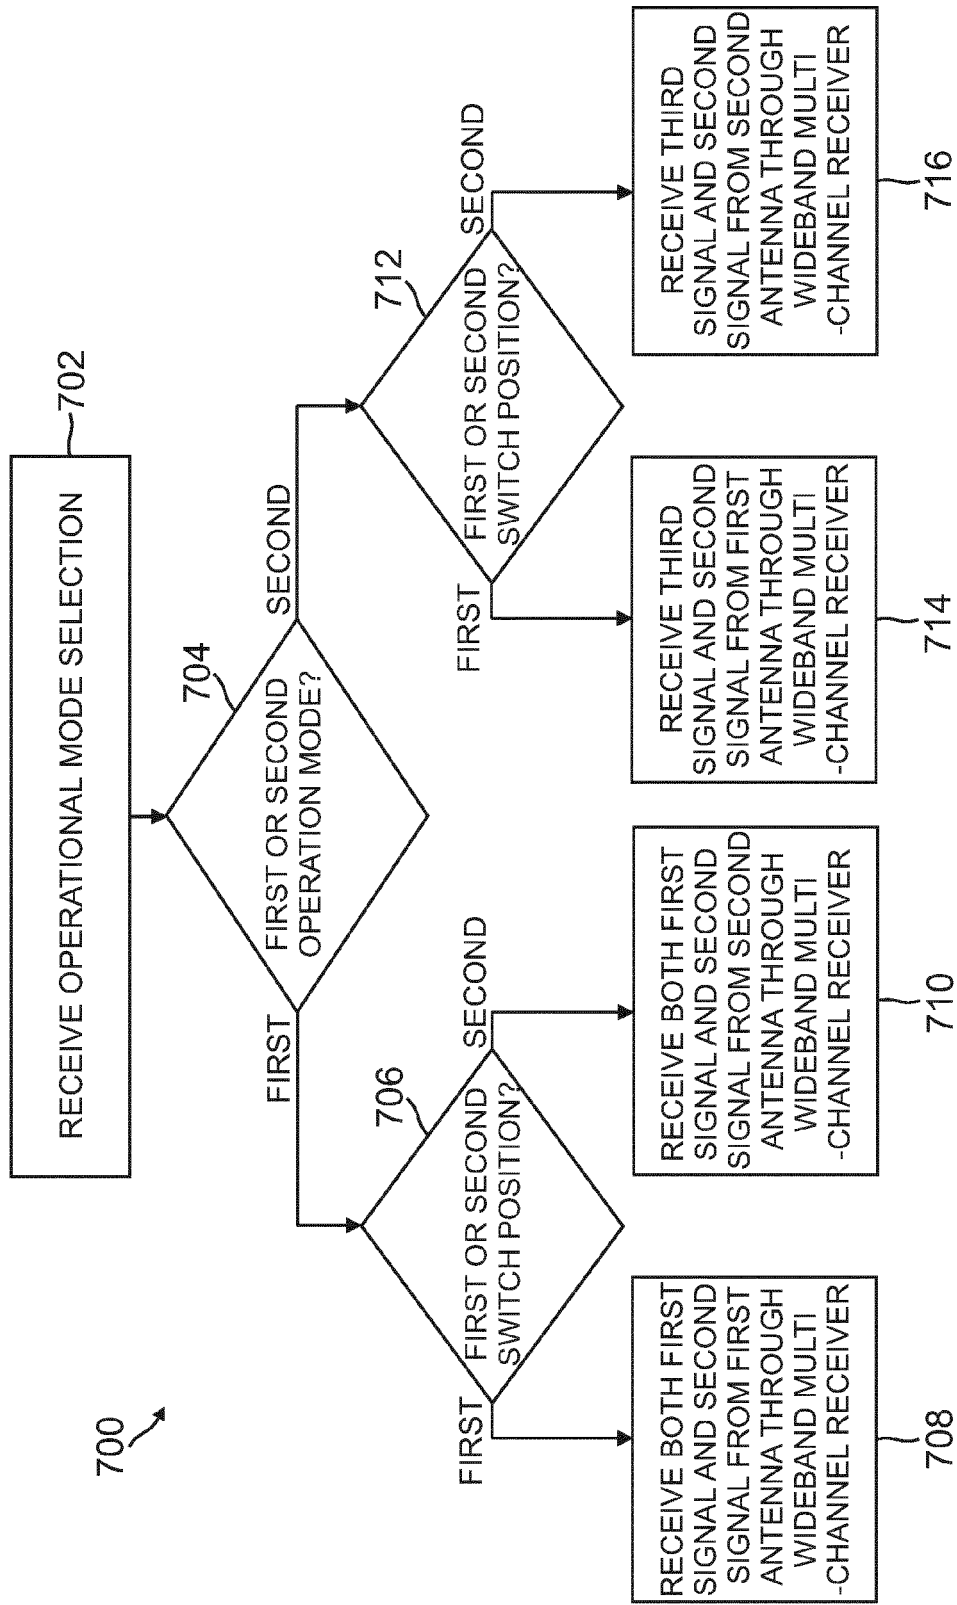 700
RECEIVE OPERATIONAL MODE SELECTION
702
704
FIRST OR SECOND
OPERATION MODE?
FIRST
SECOND
706
FIRST OR SECOND
SWITCH POSITION?
FIRST
SECOND
712
FIRST OR SECOND
SWITCH POSITION?
FIRST
SECOND
RECEIVE BOTH FIRST
SIGNAL AND SECOND
SIGNAL FROM FIRST
ANTENNA THROUGH
WIDEBAND MULTI
-CHANNEL RECEIVER
708
RECEIVE BOTH FIRST
SIGNAL AND SECOND
SIGNAL FROM SECOND
ANTENNA THROUGH
WIDEBAND MULTI
-CHANNEL RECEIVER
710
RECEIVE THIRD
SIGNAL AND SECOND
SIGNAL FROM FIRST
ANTENNA THROUGH
WIDEBAND MULTI
-CHANNEL RECEIVER
714
RECEIVE THIRD
SIGNAL AND SECOND
SIGNAL FROM SECOND
ANTENNA THROUGH
WIDEBAND MULTI
-CHANNEL RECEIVER
716